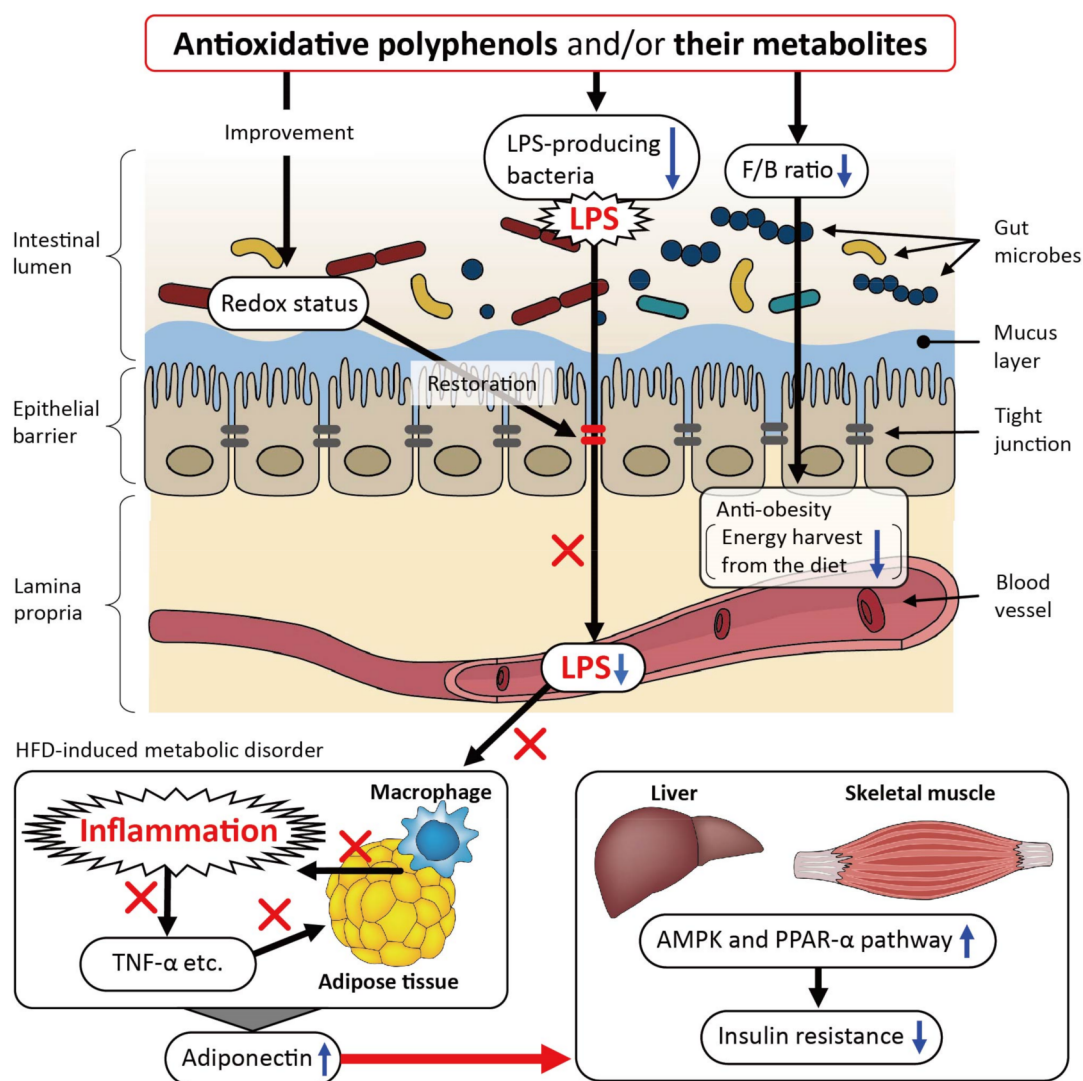 Antioxidative polyphenols and/or their metabolites
Improvement
LPS-producing
bacteria
F/B ratio
LPS
Intestinal
lumen
Gut
microbes
Redox status
Mucus
layer
Restoration
Epithelial
barrier
Tight
junction
Anti-obesity
Energy harvest
from the diet
Lamina
propria
Blood
vessel
LPS
HFD-induced metabolic disorder
Macrophage
Inflammation
TNF-α etc.
Adipose tissue
Adiponectin
Liver
Skeletal muscle
AMPK and PPAR-α pathway
Insulin resistance